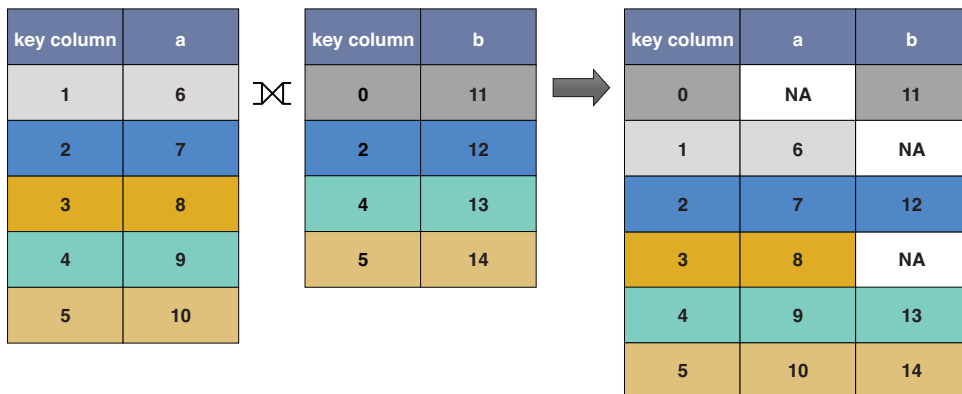 key column a
1 6
2 7
3 8
4 9
5 10
key column b
0 11
2 12
4 13
5 14
key column a b
0 NA 11
1 6 NA
2 7 12
3 8 NA
4 9 13
5 10 14